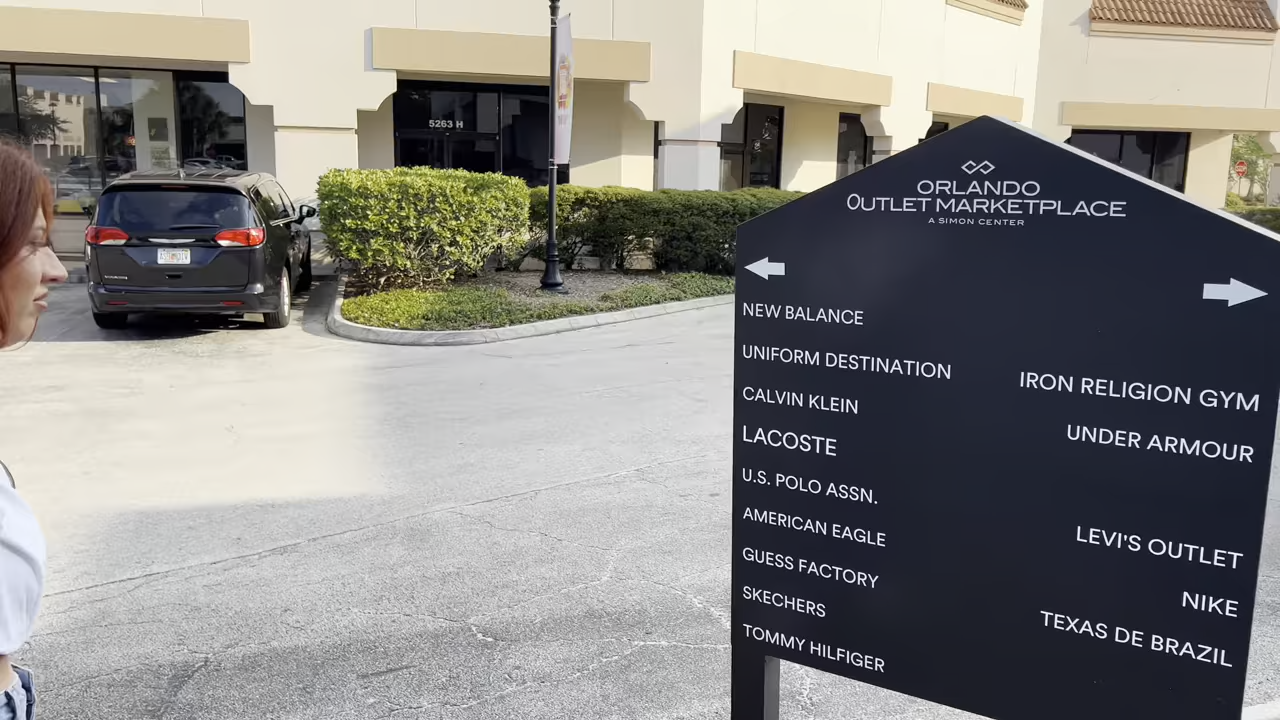 5263 H
ORLANDO
OUTLET MARKETPLACE
A SIMON CENTER
NEW BALANCE
UNIFORM DESTINATION
CALVIN KLEIN
LACOSTE
U.S. POLO ASSN.
AMERICAN EAGLE
GUESS FACTORY
SKECHERS
TOMMY HILFIGER
IRON RELIGION GYM
UNDER ARMOUR
LEVI'S OUTLET
NIKE
TEXAS DE BRAZIL